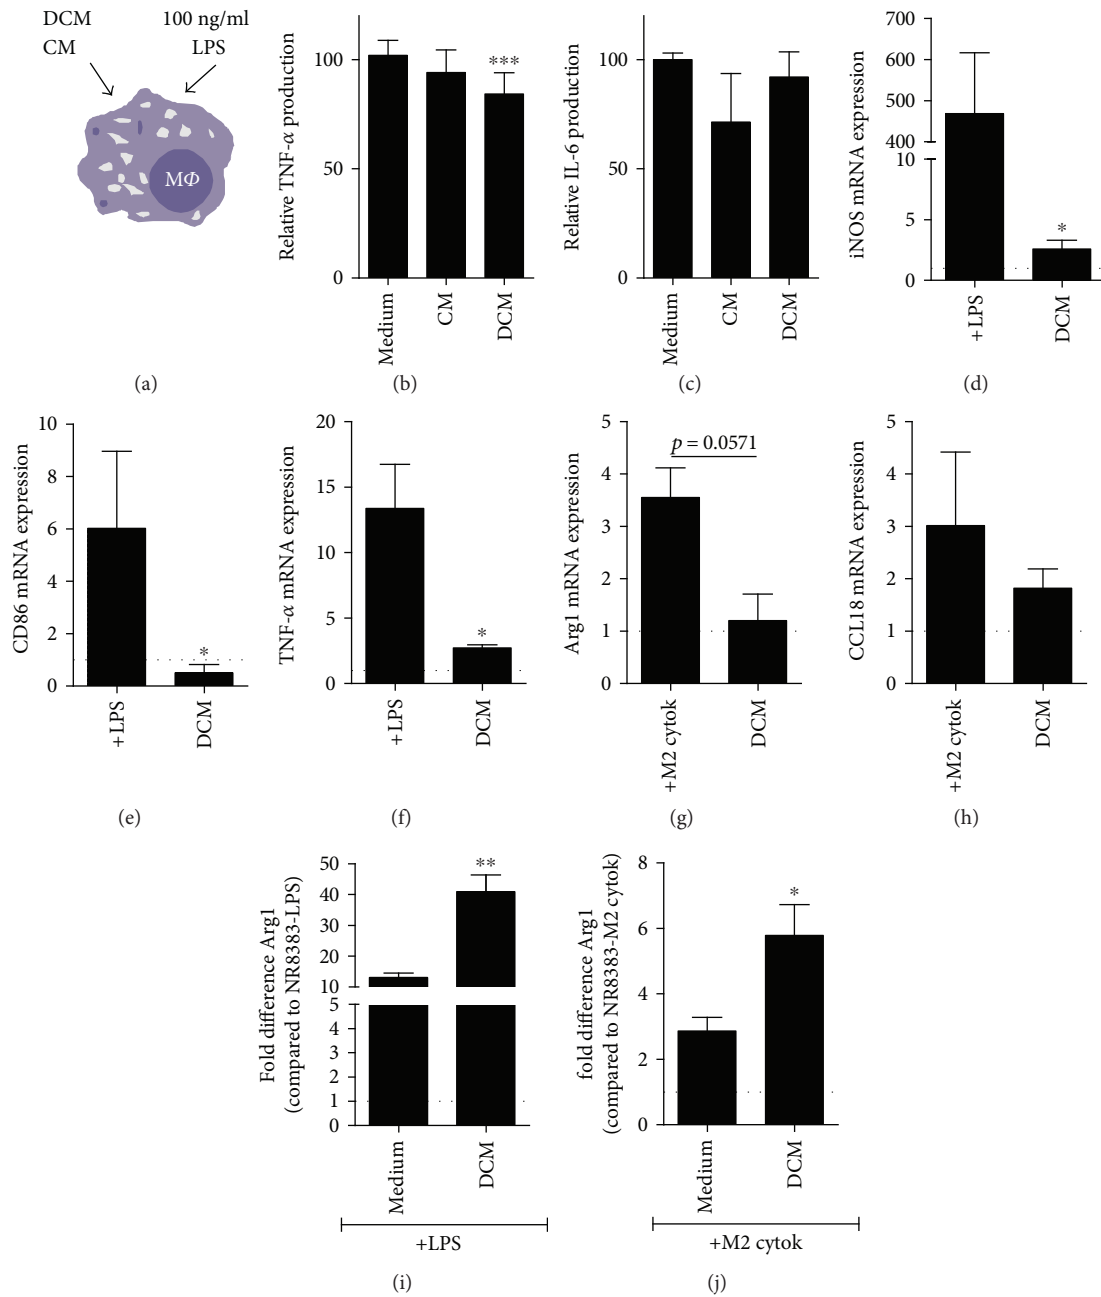 DCM
CM
100 ng/ml
LPS
MΦ
(a)
Relative TNF-α production
100
50
0
***
Medium
CM
DCM
(b)
Relative IL-6 production
100
50
0
Medium
CM
DCM
(c)
iNOS mRNA expression
700
600
500
400
10
5
0
*
+LPS
DCM
(d)
CD86 mRNA expression
10
8
6
4
2
0
*
+LPS
DCM
(e)
TNF-α mRNA expression
20
15
10
5
0
*
+LPS
DCM
(f)
Arg1 mRNA expression
5
4
3
2
1
0
p = 0.0571
+M2 cytok
DCM
(g)
CCL18 mRNA expression
5
4
3
2
1
0
+M2 cytok
DCM
(h)
Fold difference Arg1
(compared to NR8383-LPS)
50
40
30
20
10
5
4
3
2
1
0
**
Medium
DCM
+LPS
(i)
fold difference Arg1
(compared to NR8383-M2 cytok)
8
6
4
2
0
*
Medium
DCM
+M2 cytok
(j)